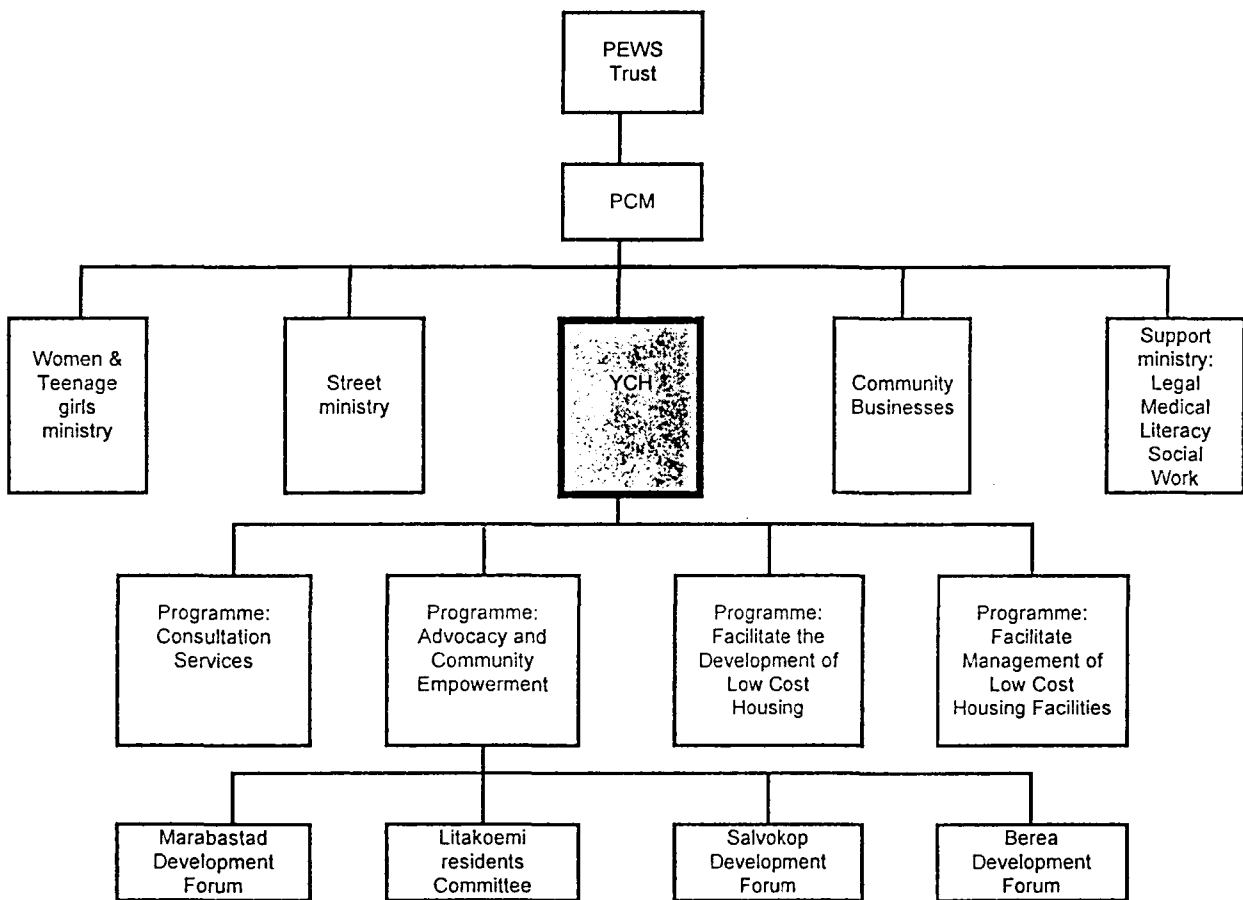 PEWS
Trust
PCM
Women &
Teenage
girls
ministry
Street
ministry
YCH
Community
Businesses
Support
ministry:
Legal
Medical
Literacy
Social
Work
Programme:
Consultation
Services
Programme:
Advocacy and
Community
Empowerment
Programme:
Facilitate the
Development of
Low Cost
Housing
Programme:
Facilitate
Management of
Low Cost
Housing Facilities
Marabastad
Development
Forum
Litakoemi
residents
Committee
Salvokop
Development
Forum
Berea
Development
Forum